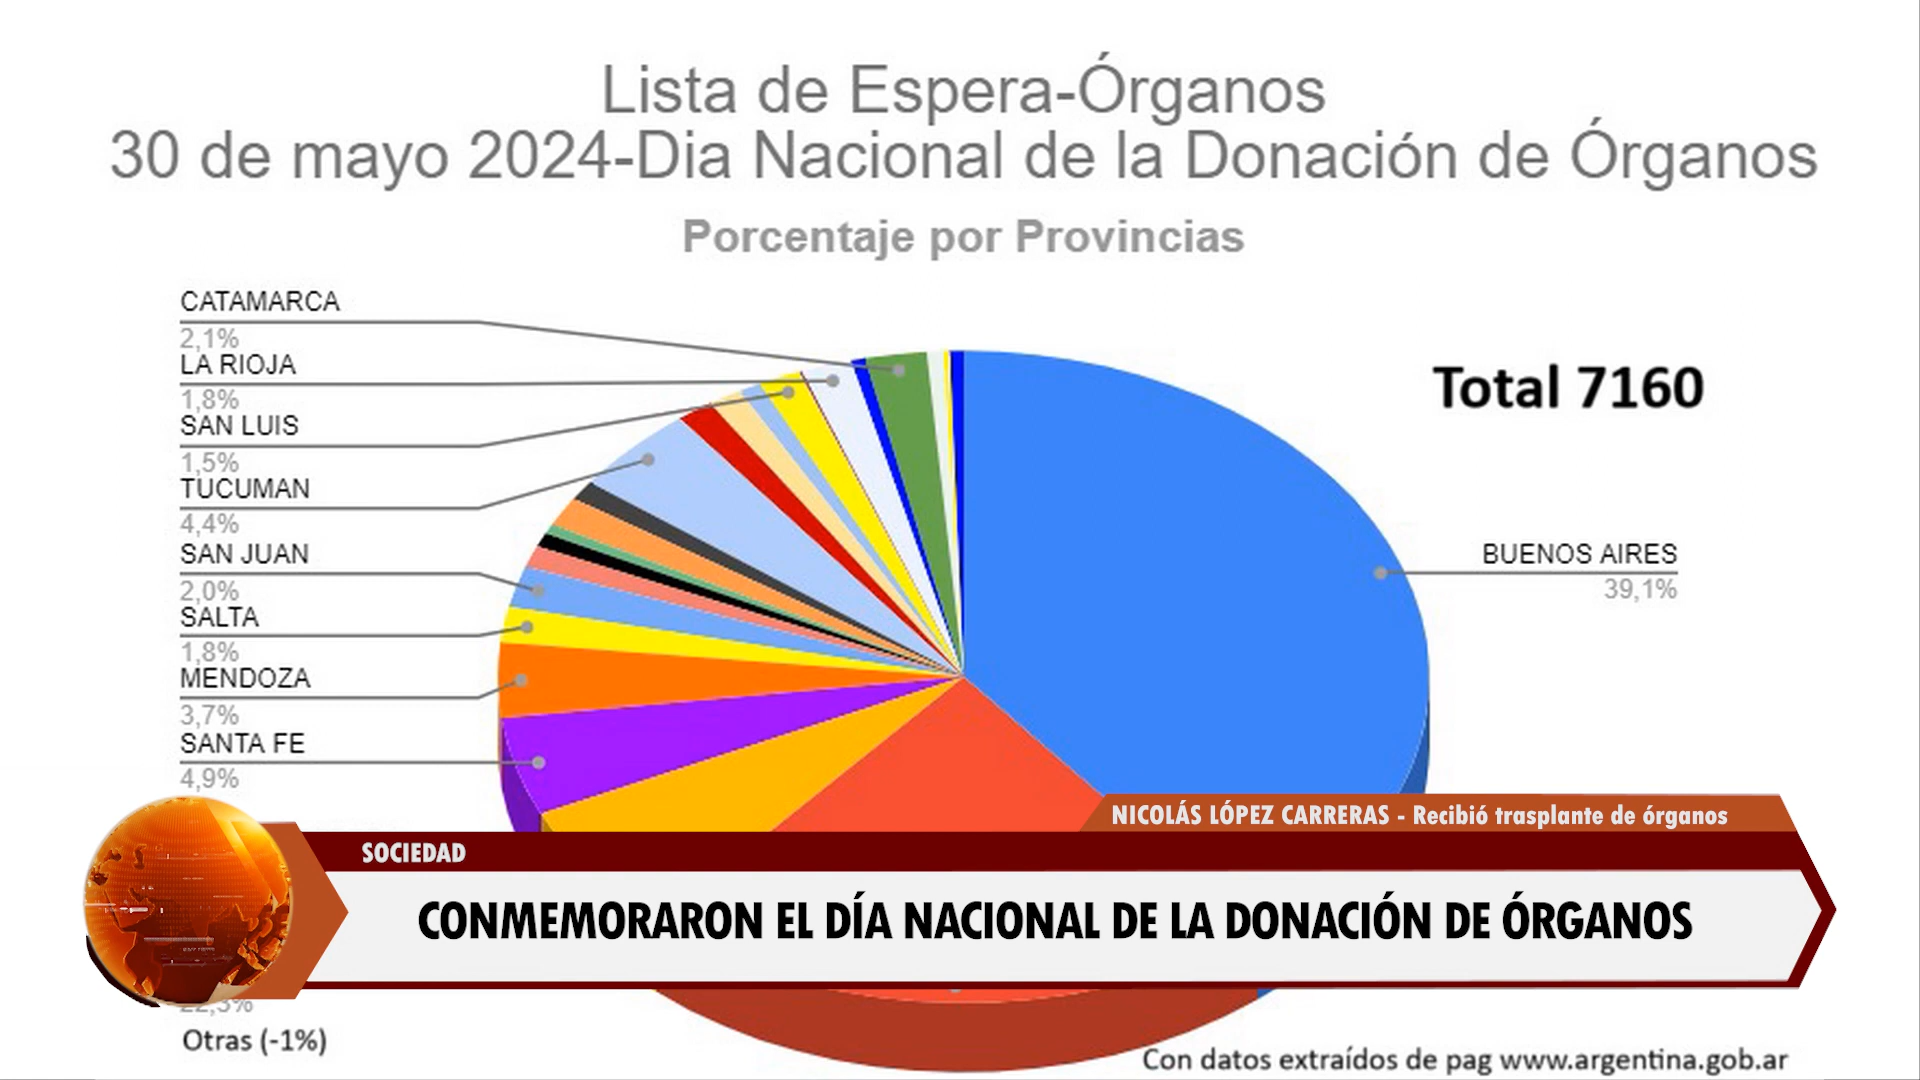 Lista de Espera-Órganos
30 de mayo 2024-Dia Nacional de la Donación de Órganos
Porcentaje por Provincias
CATAMARCA
2,1%
LA RIOJA
1,8%
SAN LUIS
1,5%
TUCUMAN
4,4%
SAN JUAN
2,0%
SALTA
1,8%
MENDOZA
3,7%
SANTA FE
4,9%
Total 7160
BUENOS AIRES
39,1%
NICOLÁS LÓPEZ CARRERAS - Recibió trasplante de órganos
SOCIEDAD
CONMEMORARON EL DÍA NACIONAL DE LA DONACIÓN DE ÓRGANOS
Otras (-1%)
Con datos extraídos de pag www.argentina.gob.ar